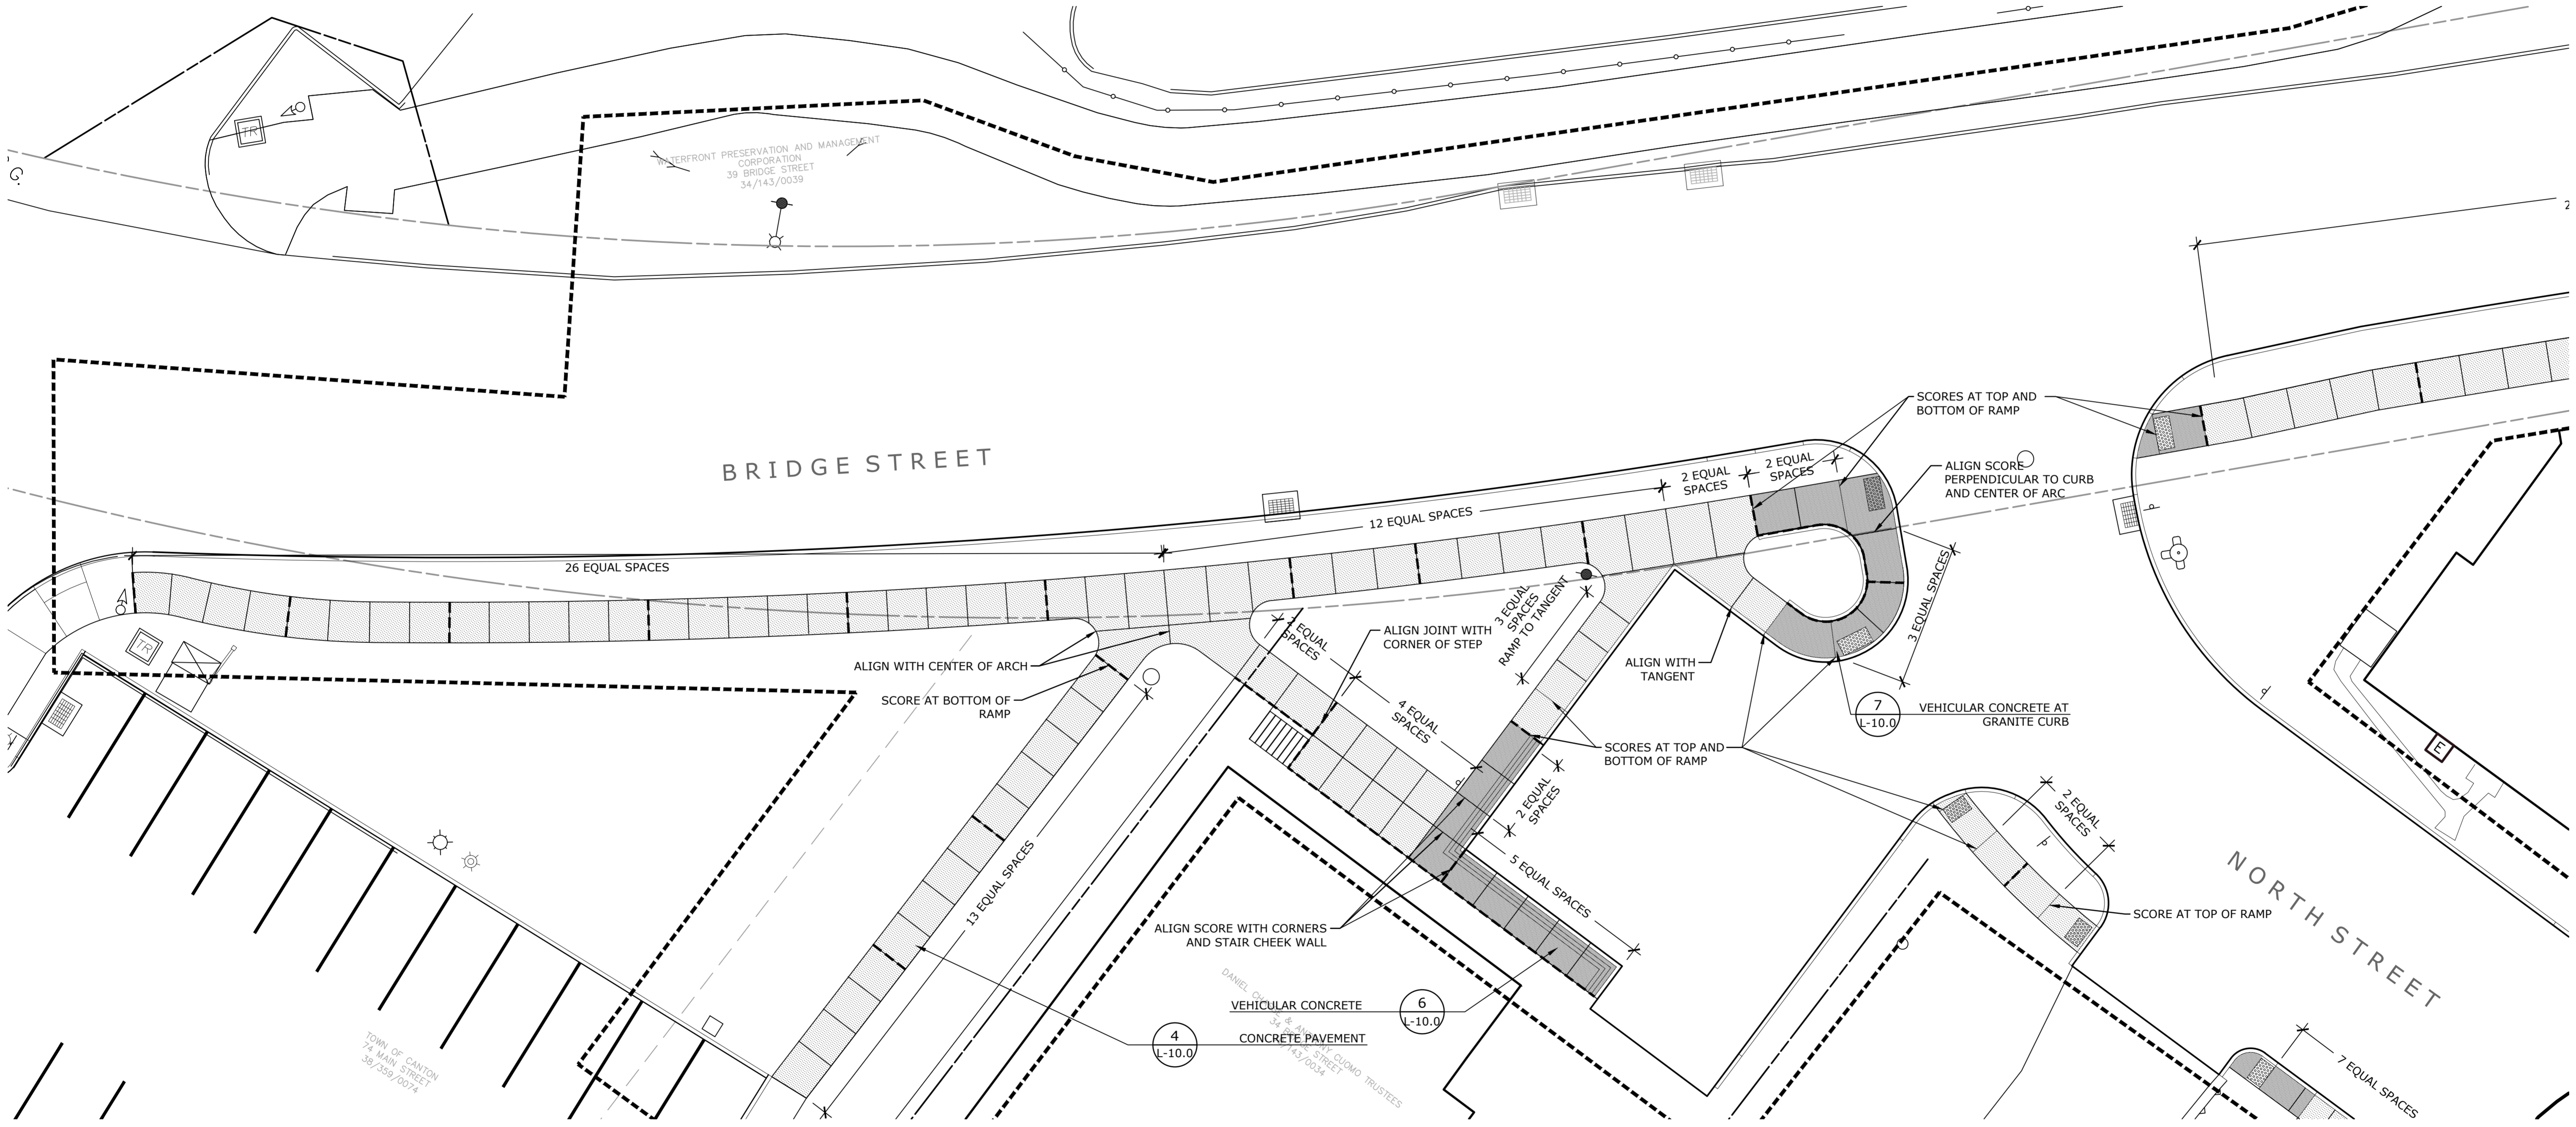 G.
TR
WATERFRONT PRESERVATION AND MANAGEMENT
CORPORATION
39 BRIDGE STREET
34/143/0039
2
BRIDGE STREET
SCORES AT TOP AND
BOTTOM OF RAMP
2 EQUAL
SPACES
2 EQUAL
SPACES
ALIGN SCORE
PERPENDICULAR TO CURB
AND CENTER OF ARC
12 EQUAL SPACES
26 EQUAL SPACES
3 EQUAL SPACES
3 EQUAL
SPACES
RAMP TO TANGENT
2 EQUAL
SPACES
ALIGN JOINT WITH
CORNER OF STEP
TR
ALIGN WITH CENTER OF ARCH
ALIGN WITH
TANGENT
SCORE AT BOTTOM OF
RAMP
4 EQUAL
SPACES
7
L-10.0
VEHICULAR CONCRETE AT
GRANITE CURB
SCORES AT TOP AND
BOTTOM OF RAMP
E
2 EQUAL
SPACES
2 EQUAL
SPACES
13 EQUAL SPACES
5 EQUAL SPACES
NORTH STREET
SCORE AT TOP OF RAMP
ALIGN SCORE WITH CORNERS
AND STAIR CHEEK WALL
VEHICULAR CONCRETE
6
L-10.0
4
L-10.0
CONCRETE PAVEMENT
TRUSTEES
TOWN OF CANTON
74 MAIN STREET
38/359/0074
7 EQUAL SPACES